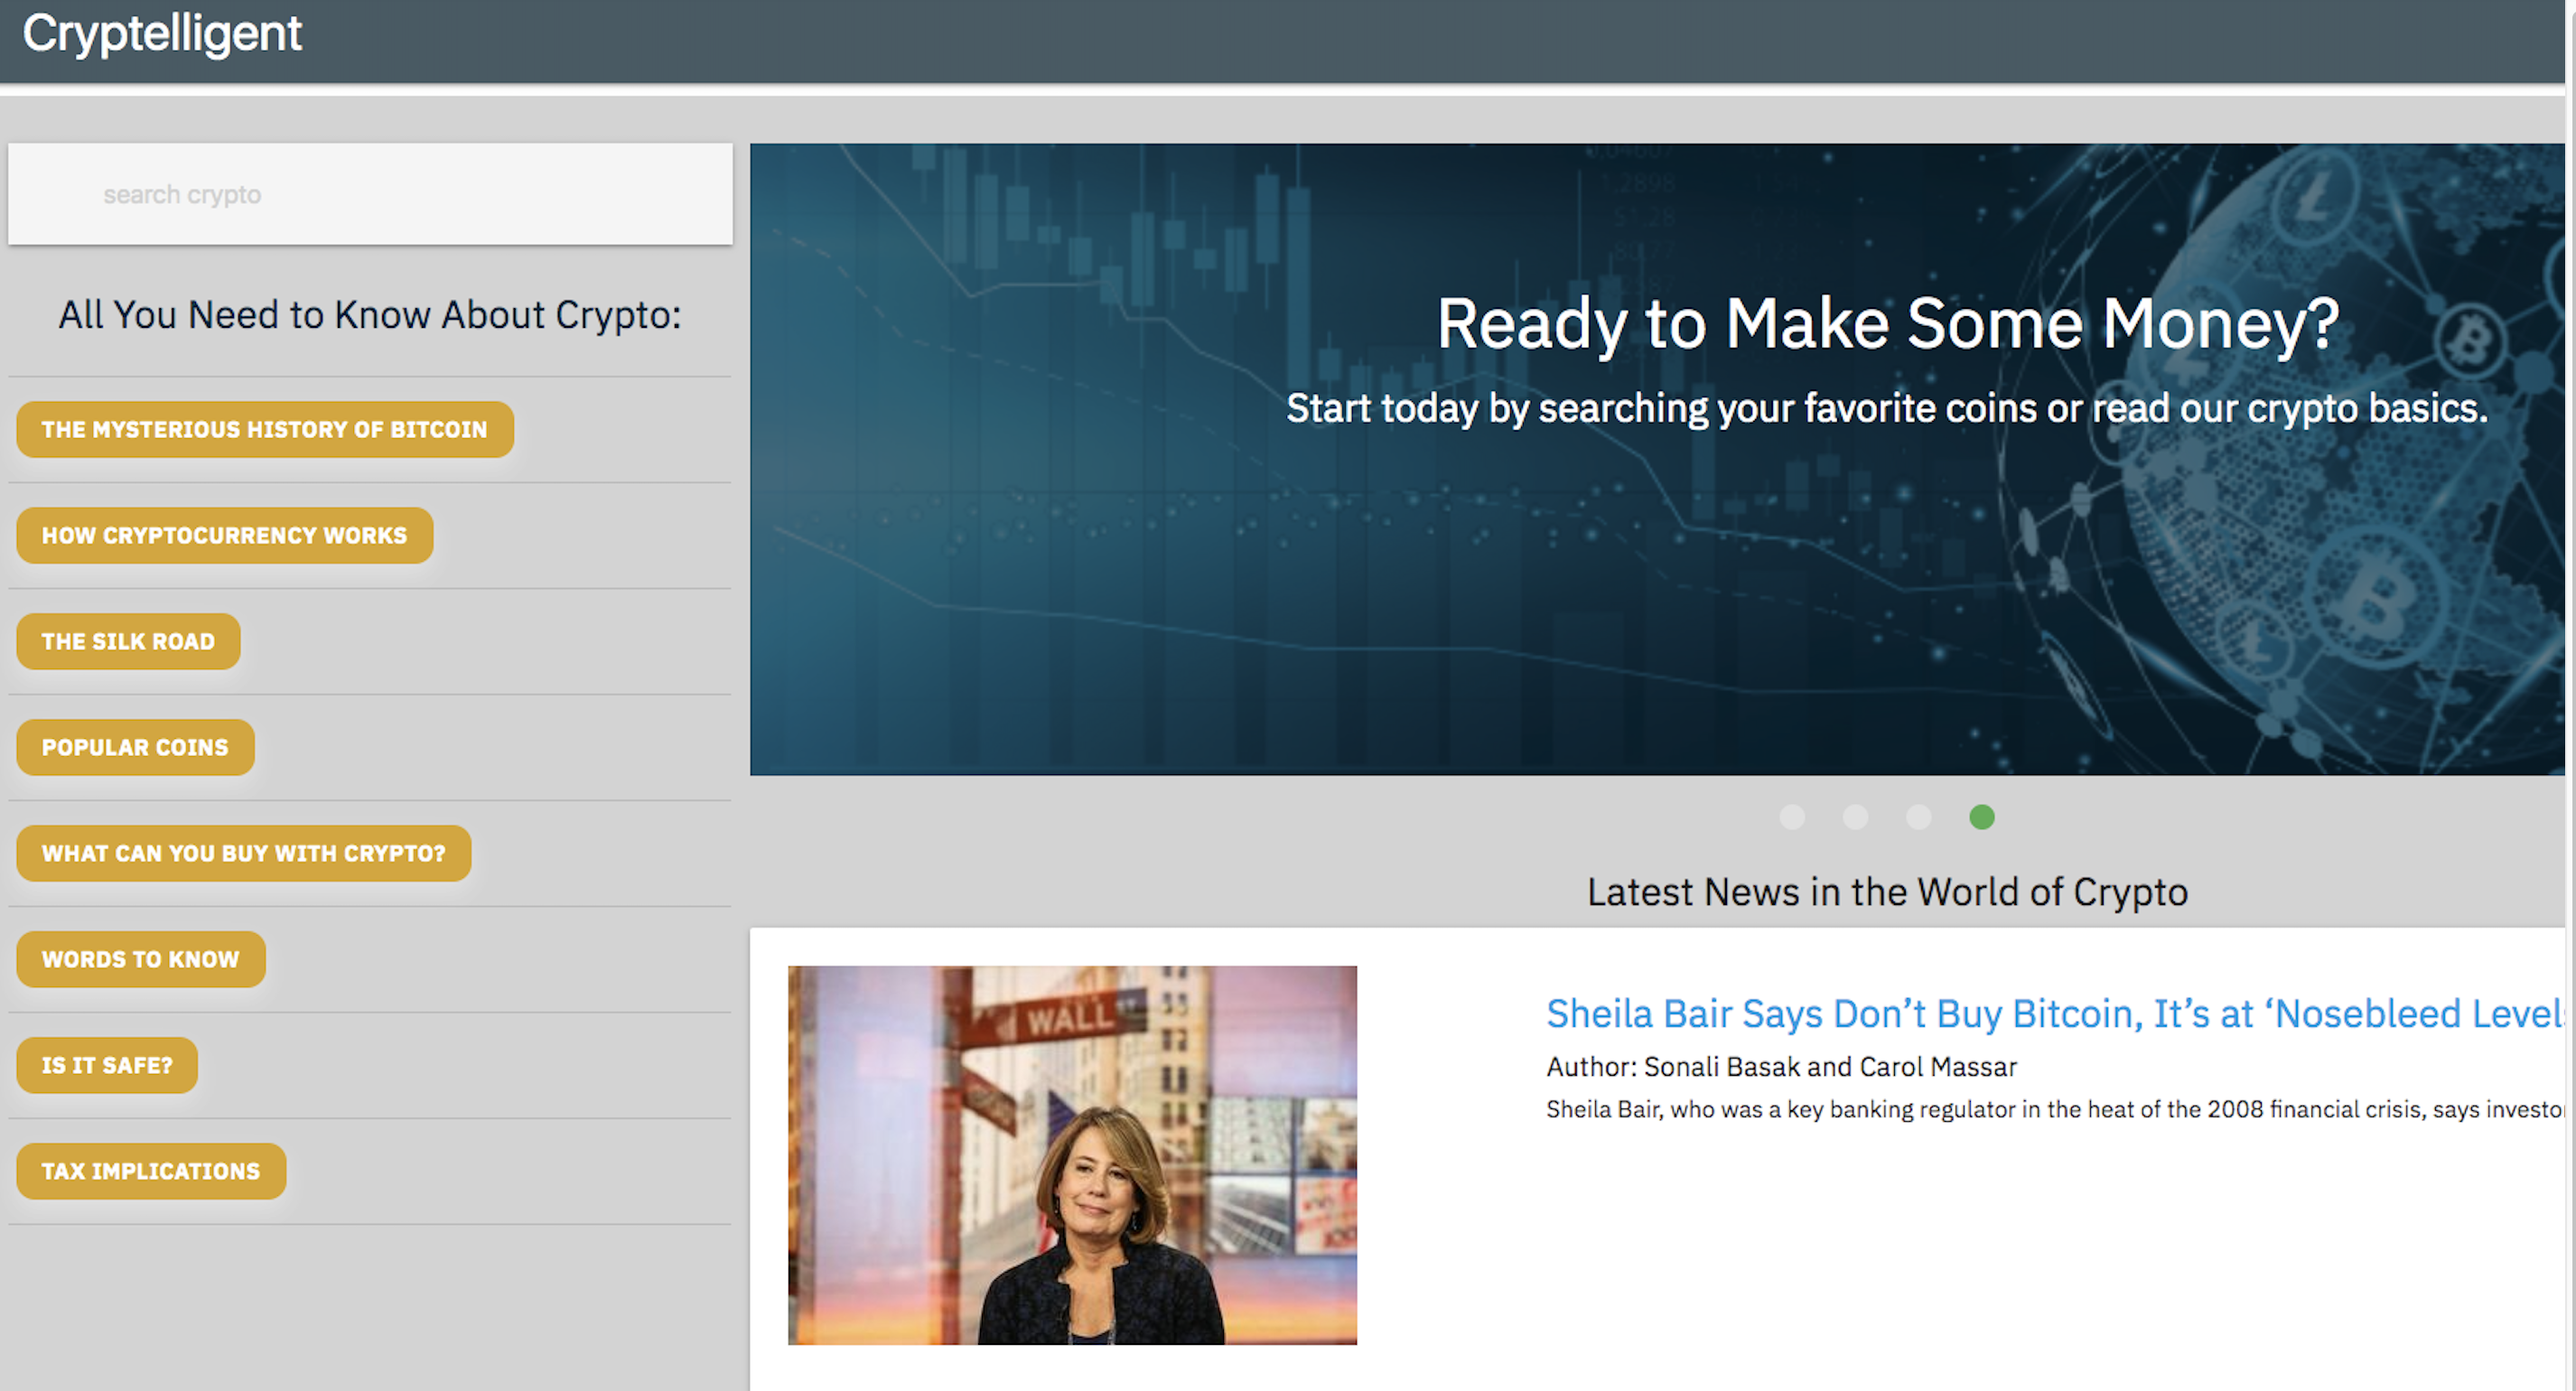 Cryptelligent
search crypto
All You Need to Know About Crypto:
THE MYSTERIOUS HISTORY OF BITCOIN
HOW CRYPTOCURRENCY WORKS
THE SILK ROAD
POPULAR COINS
WHAT CAN YOU BUY WITH CRYPTO?
WORDS TO KNOW
IS IT SAFE?
TAX IMPLICATIONS
1.2898
51.28
Ready to Make Some Money?
Start today by searching your favorite coins or read our crypto basics.
Latest News in the World of Crypto
WALL ST
Sheila Bair Says Don’t Buy Bitcoin, It’s at ‘Nosebleed Level
Author: Sonali Basak and Carol Massar
Sheila Bair, who was a key banking regulator in the heat of the 2008 financial crisis, says investo